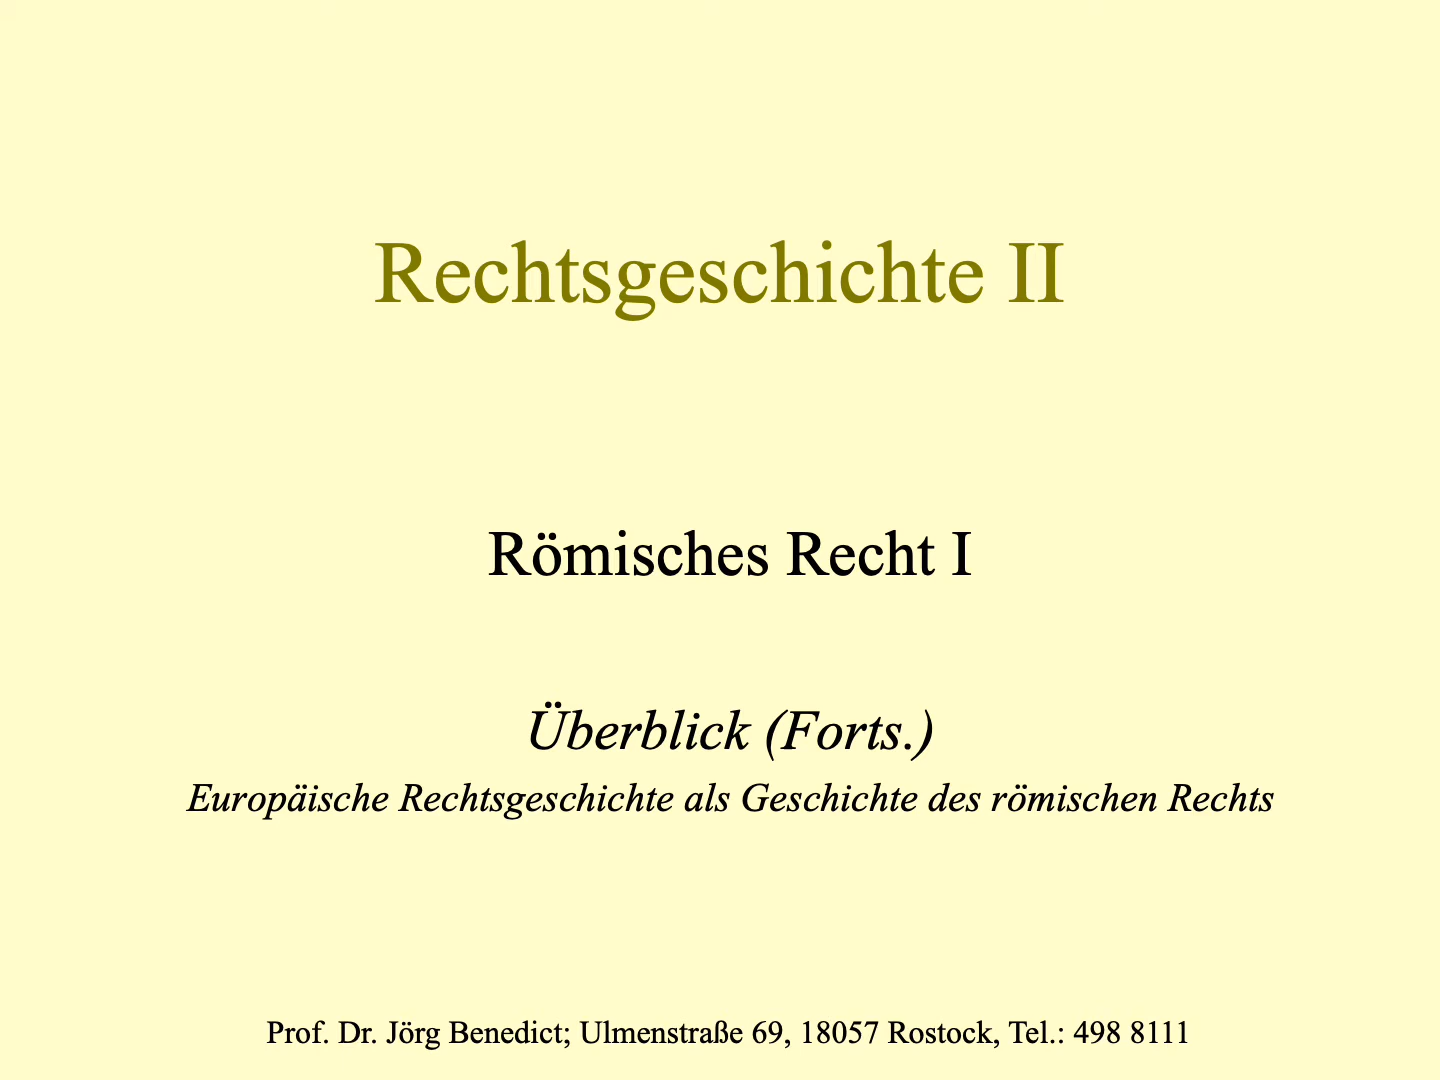 Rechtsgeschichte II
Römisches Recht I
Überblick (Forts.)
Europäische Rechtsgeschichte als Geschichte des römischen Rechts
Prof. Dr. Jörg Benedict; Ulmenstraße 69, 18057 Rostock, Tel.: 498 8111